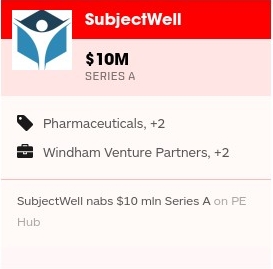 SubjectWell
$10M
SERIES A
Pharmaceuticals, +2
Windham Venture Partners, +2
SubjectWell nabs $10 mln Series A on PE
Hub